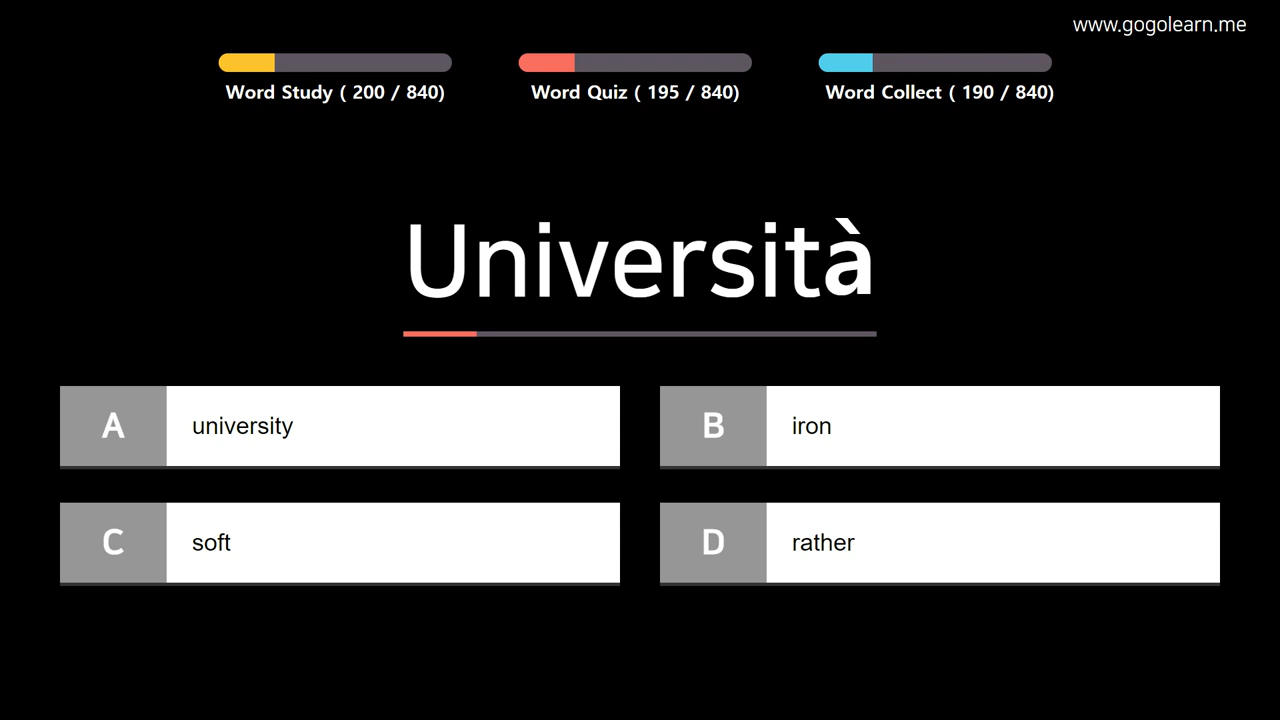 www.gogolearn.me
Word Study ( 200 / 840)
Word Quiz ( 195 / 840)
Word Collect ( 190 / 840)
Università
A university
B iron
C soft
D rather